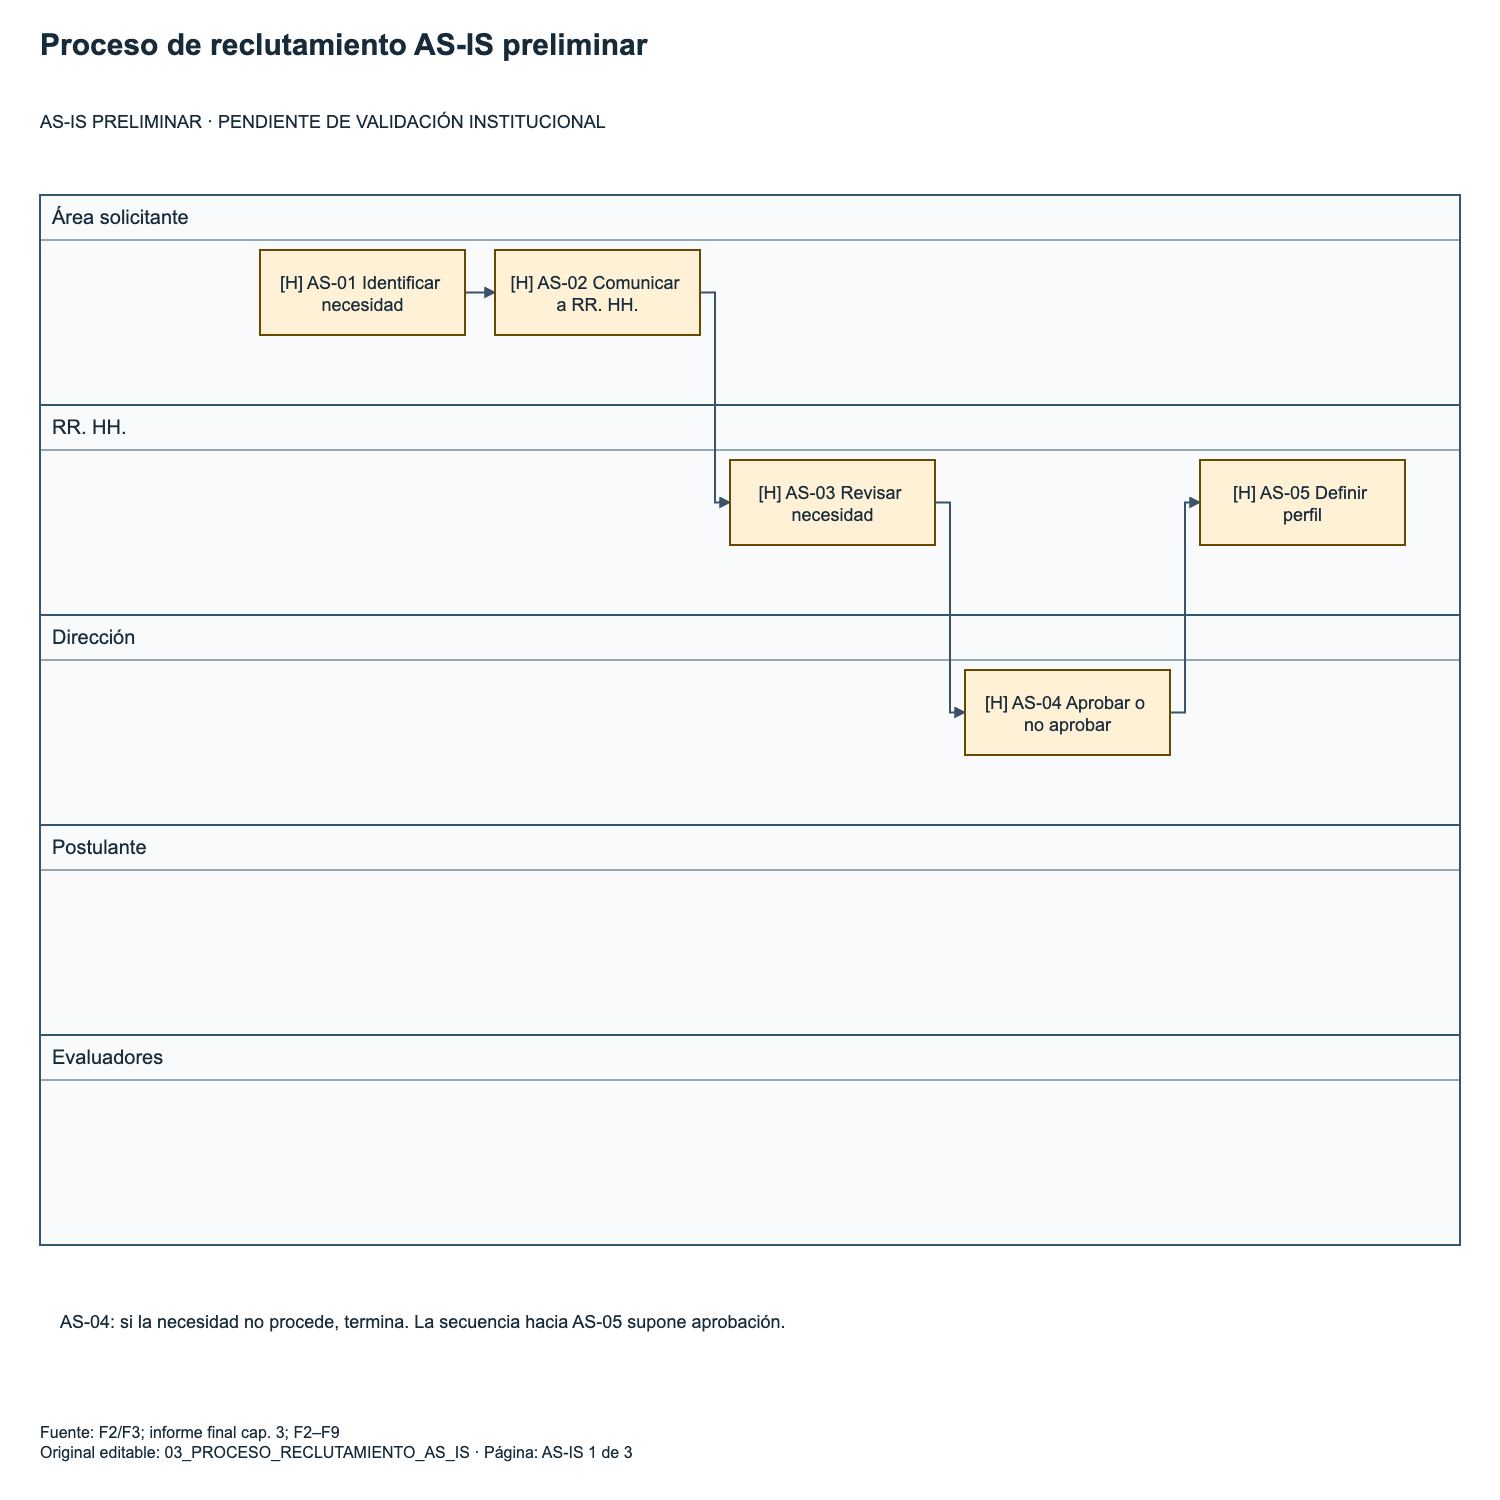 Proceso de reclutamiento AS-IS preliminar
AS-IS PRELIMINAR · PENDIENTE DE VALIDACIÓN INSTITUCIONAL
Área solicitante
[H] AS-01 Identificar
necesidad
[H] AS-02 Comunicar
a RR. HH.
RR. HH.
[H] AS-03 Revisar
necesidad
[H] AS-05 Definir
perfil
Dirección
[H] AS-04 Aprobar o
no aprobar
Postulante
Evaluadores
AS-04: si la necesidad no procede, termina. La secuencia hacia AS-05 supone aprobación.
Fuente: F2/F3; informe final cap. 3; F2–F9
Original editable: 03_PROCESO_RECLUTAMIENTO_AS_IS · Página: AS-IS 1 de 3